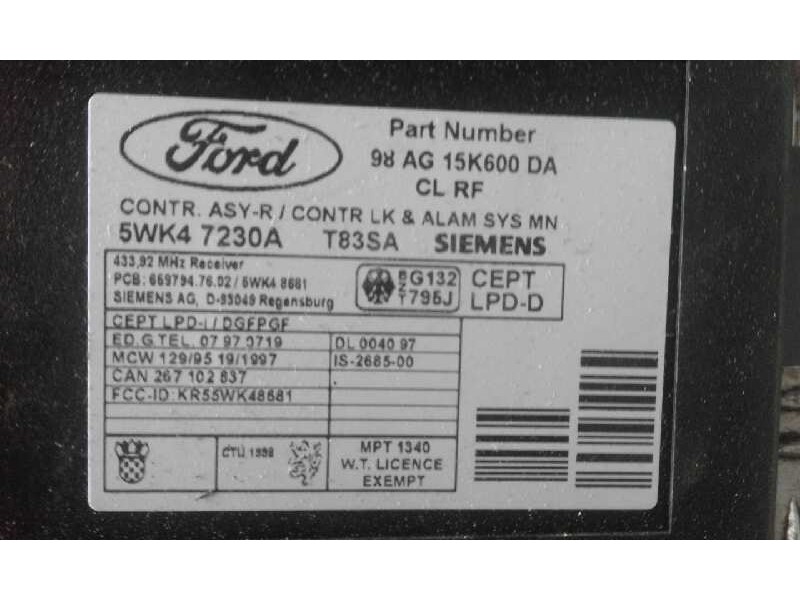 Ford
Part Number
98 AG 15K600 DA
CL RF
CONTR. ASY-R / CONTR LK & ALAM SYS MN
5WK4 7230A T83SA SIEMENS
433,92 MHz Receiver
PCB: 659794.76.02 / 5WK4 8681
SIEMENS AG, D-93049 Regensburg
BZT G132 795J
CEPT
LPD-D
CEPT LPD-I / DGFPGF
ED.G.TEL. 07 97 0719 DL 0040 97
MCW 129/95 19/1997 IS-2685-00
CAN 267 102 837
FCC-ID: KR55WK48681
CTU 1338
MPT 1340
W.T. LICENCE
EXEMPT